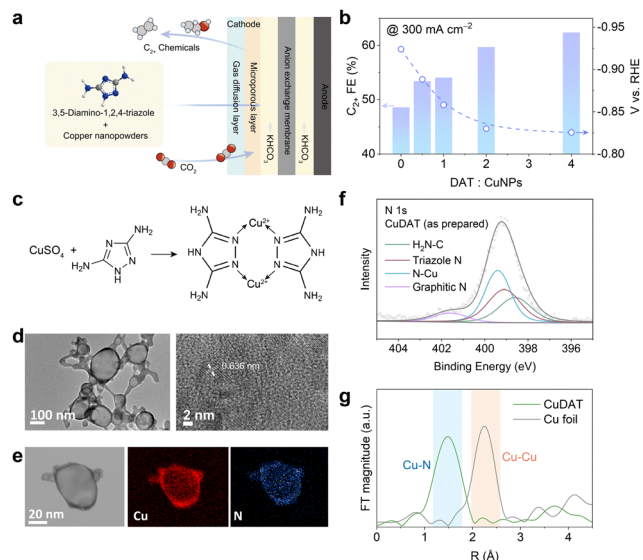 a
Cathode
C₂₊ Chemicals
3,5-Diamino-1,2,4-triazole
+
Copper nanopowders
CO₂
Gas diffusion layer
Microporous layer
KHCO₃
Anion exchange membrane
KHCO₃
Anode
b
@ 300 mA cm⁻²
C₂₊ FE (%)
60
50
40
0
1
2
3
4
DAT : CuNPs
-0.95
-0.90
-0.85
-0.80
V vs. RHE
c
CuSO₄ +
NH₂
H₂N
N
N
N
H
NH₂
Cu²⁺
NH₂
N
N
HN
NH
N
N
NH₂
Cu²⁺
NH₂
d
100 nm
0.636 nm
2 nm
e
20 nm
Cu
N
f
N 1s
CuDAT (as prepared)
H₂N-C
Triazole N
N-Cu
Graphitic N
Intensity
404
402
400
398
396
Binding Energy (eV)
g
CuDAT
Cu foil
Cu-N
Cu-Cu
FT magnitude (a.u.)
0
1
2
3
4
R (Å)